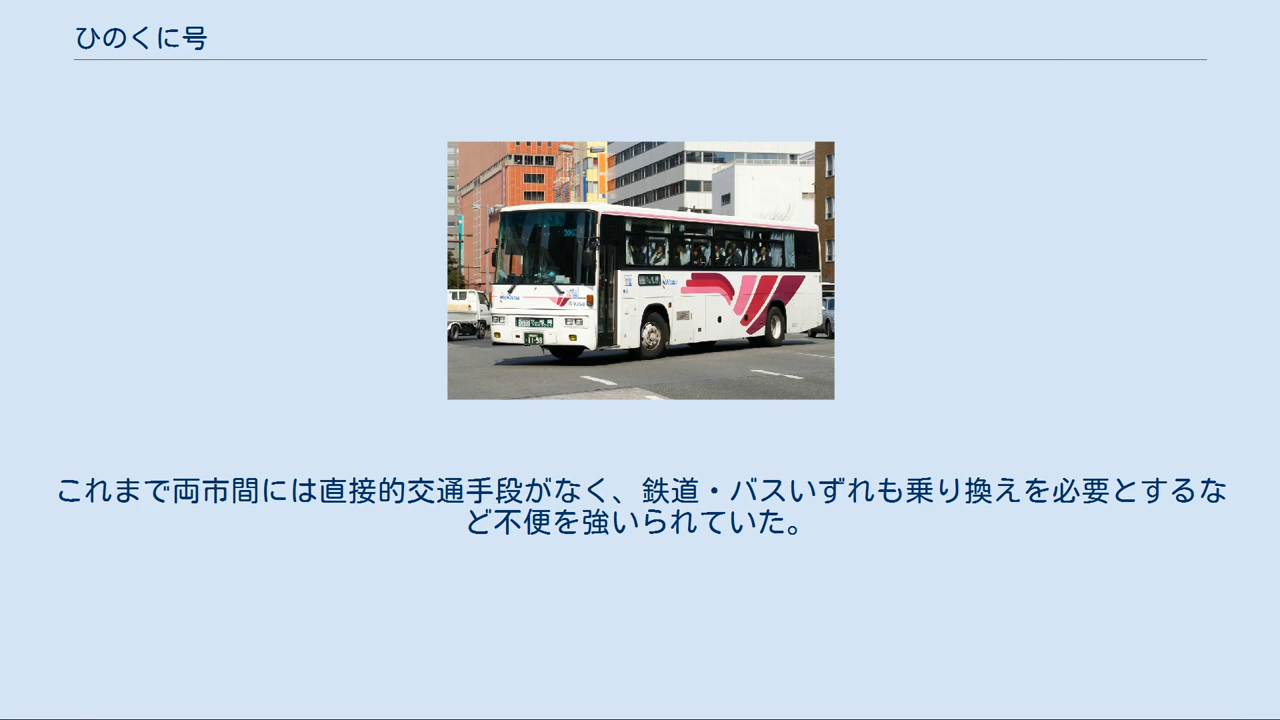 ひのくに号
これまで両市間には直接的交通手段がなく、鉄道・バスいずれも乗り換えを必要とするな
ど不便を強いられていた。